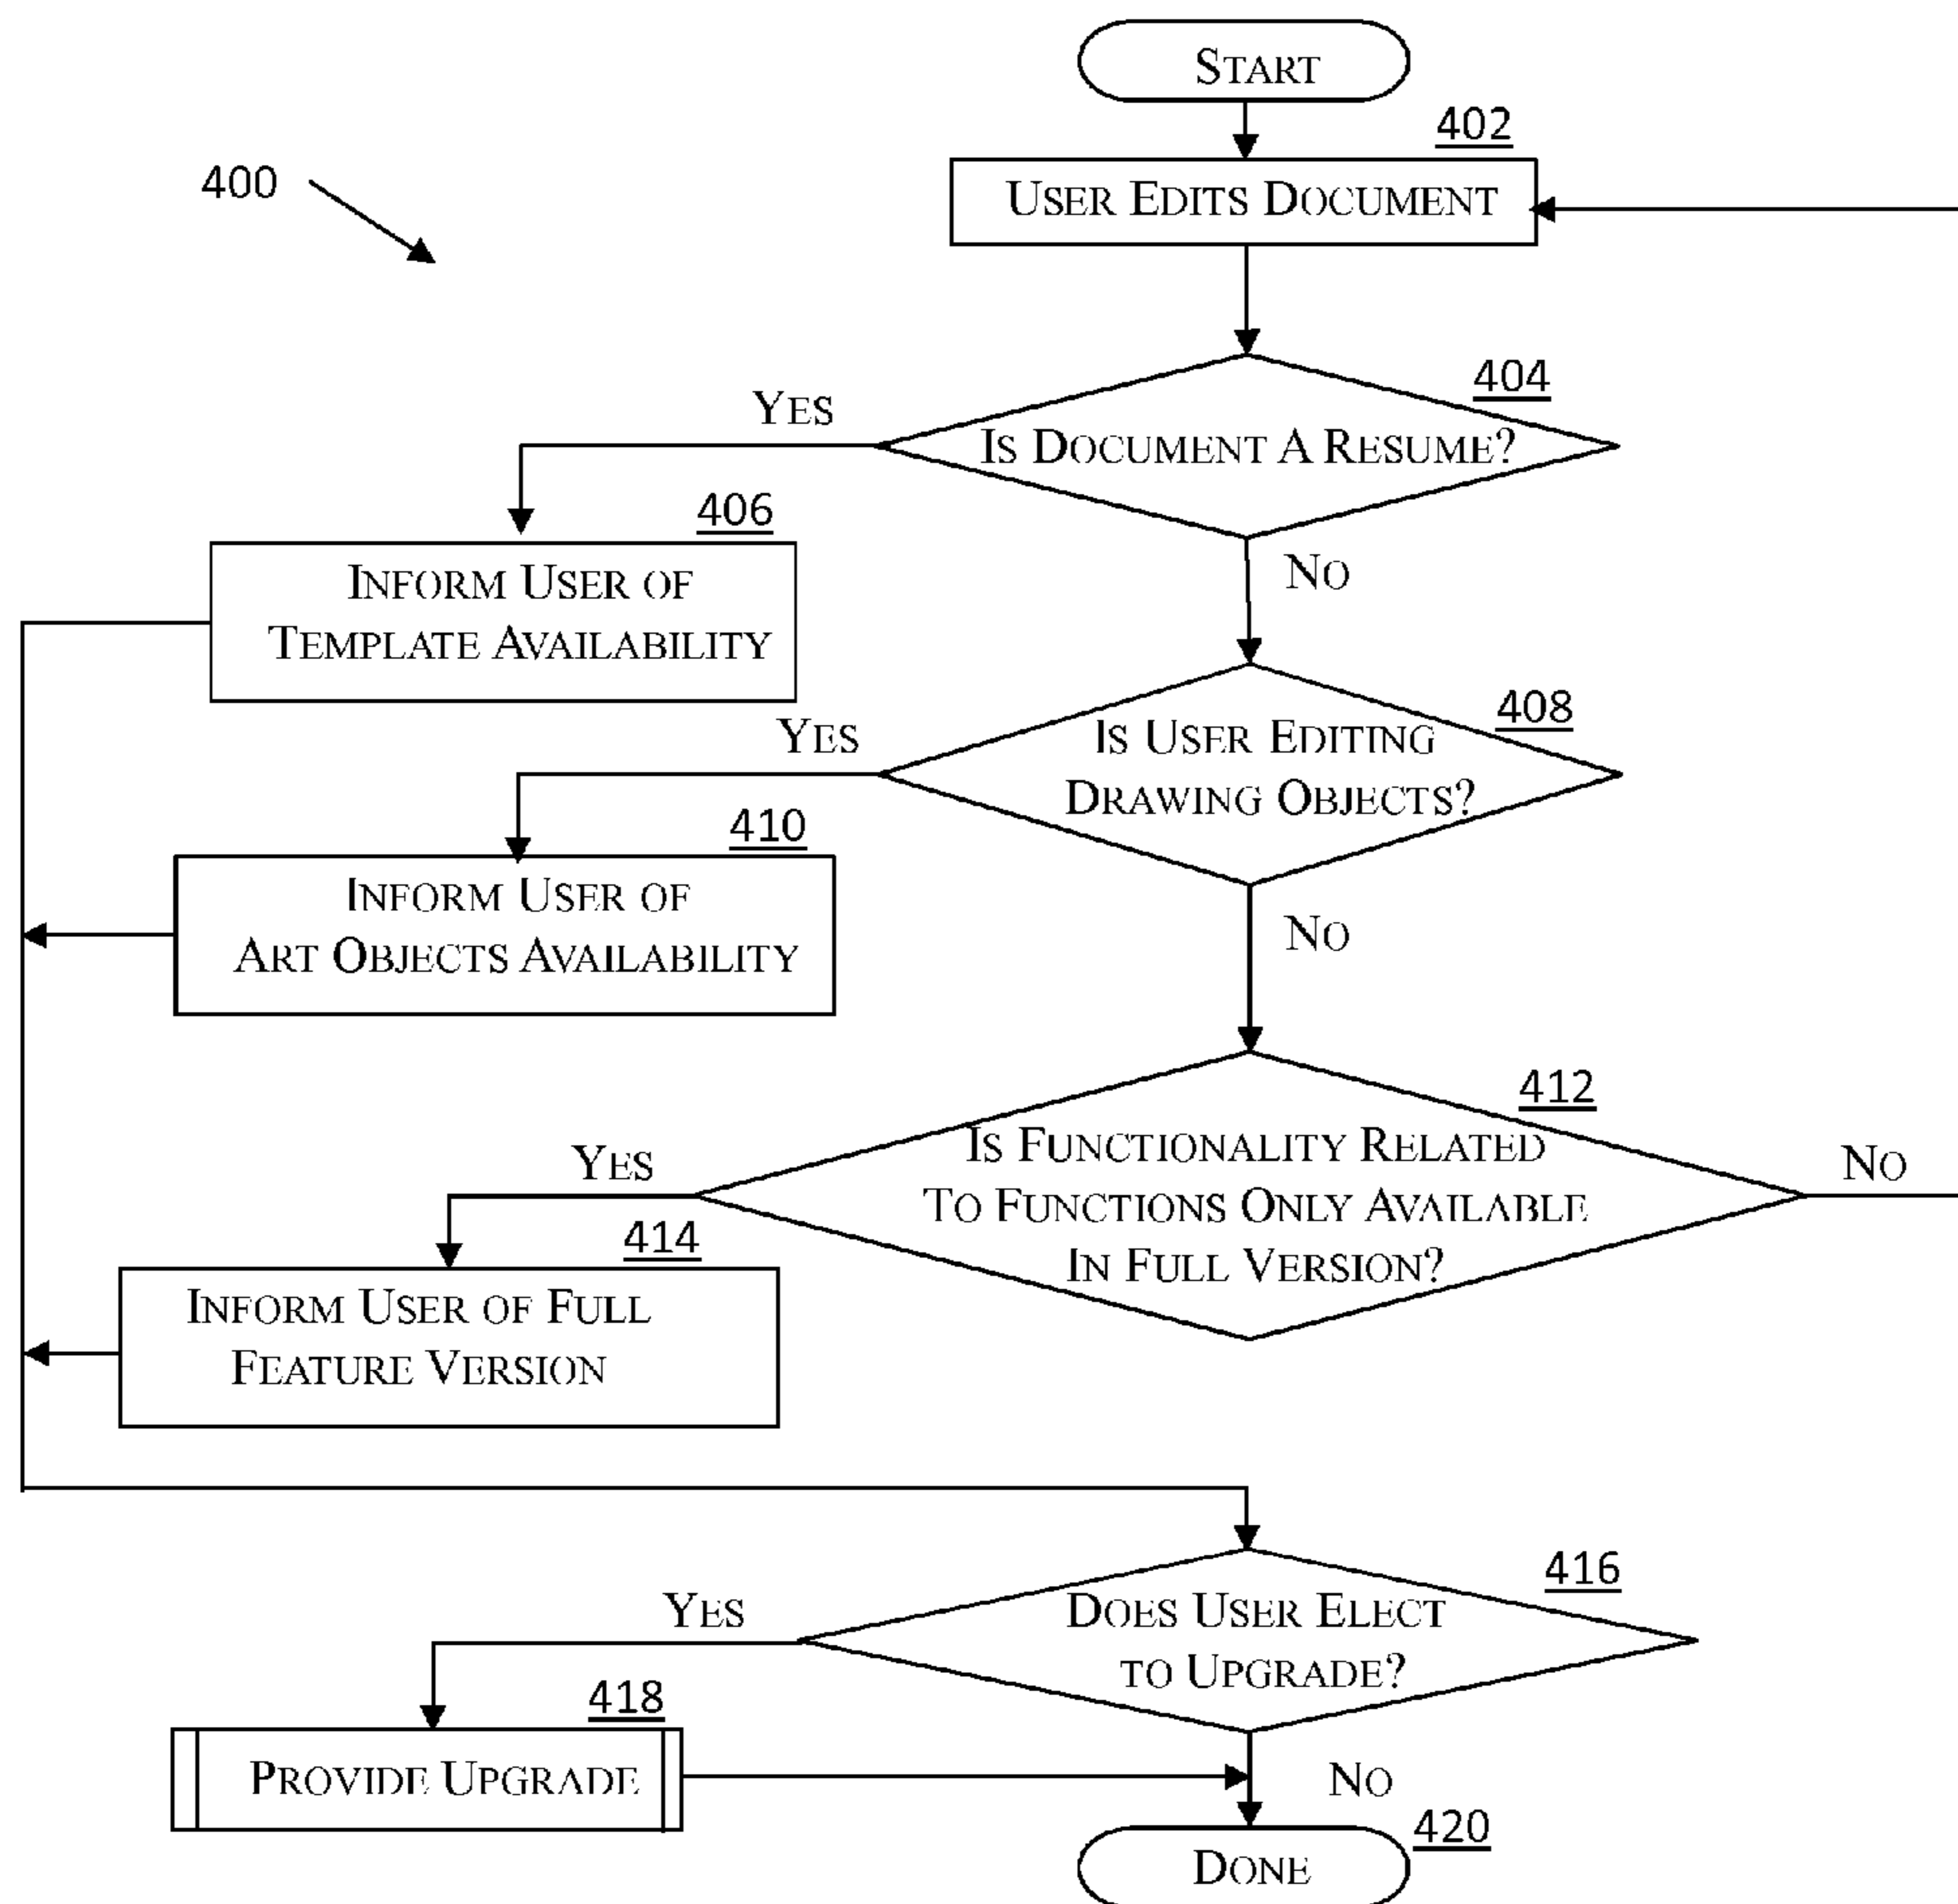 START
402
USER EDITS DOCUMENT
400
404
YES
IS DOCUMENT A RESUME?
406
NO
INFORM USER OF
TEMPLATE AVAILABILITY
408
YES
IS USER EDITING
DRAWING OBJECTS?
410
NO
INFORM USER OF
ART OBJECTS AVAILABILITY
412
YES
IS FUNCTIONALITY RELATED
TO FUNCTIONS ONLY AVAILABLE
IN FULL VERSION?
NO
414
INFORM USER OF FULL
FEATURE VERSION
416
YES
DOES USER ELECT
TO UPGRADE?
418
PROVIDE UPGRADE
NO
420
DONE